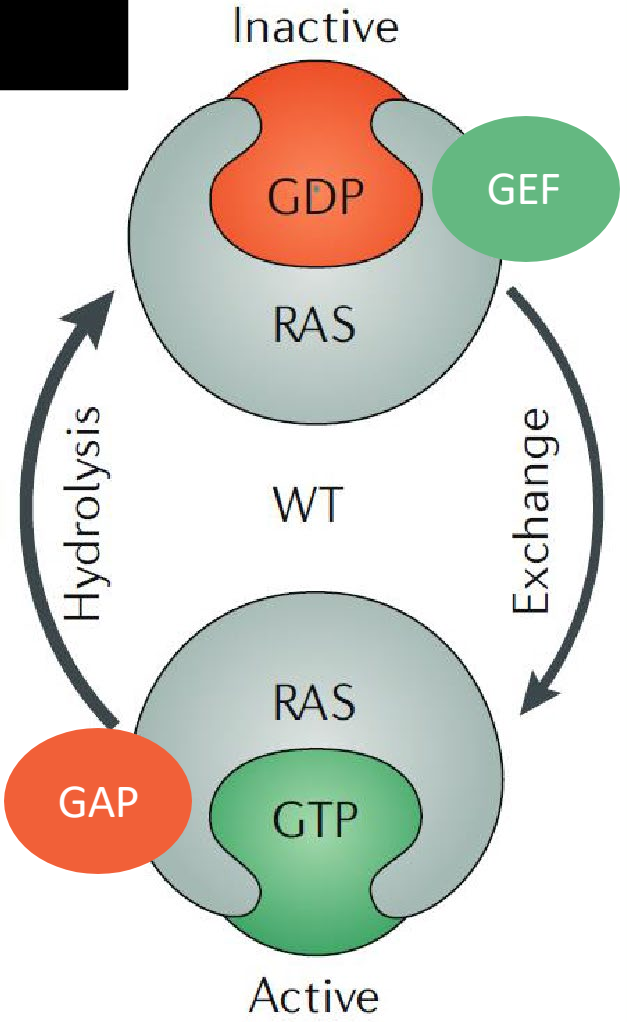 Inactive
GDP
GEF
RAS
Hydrolysis
WT
Exchange
RAS
GAP
GTP
Active